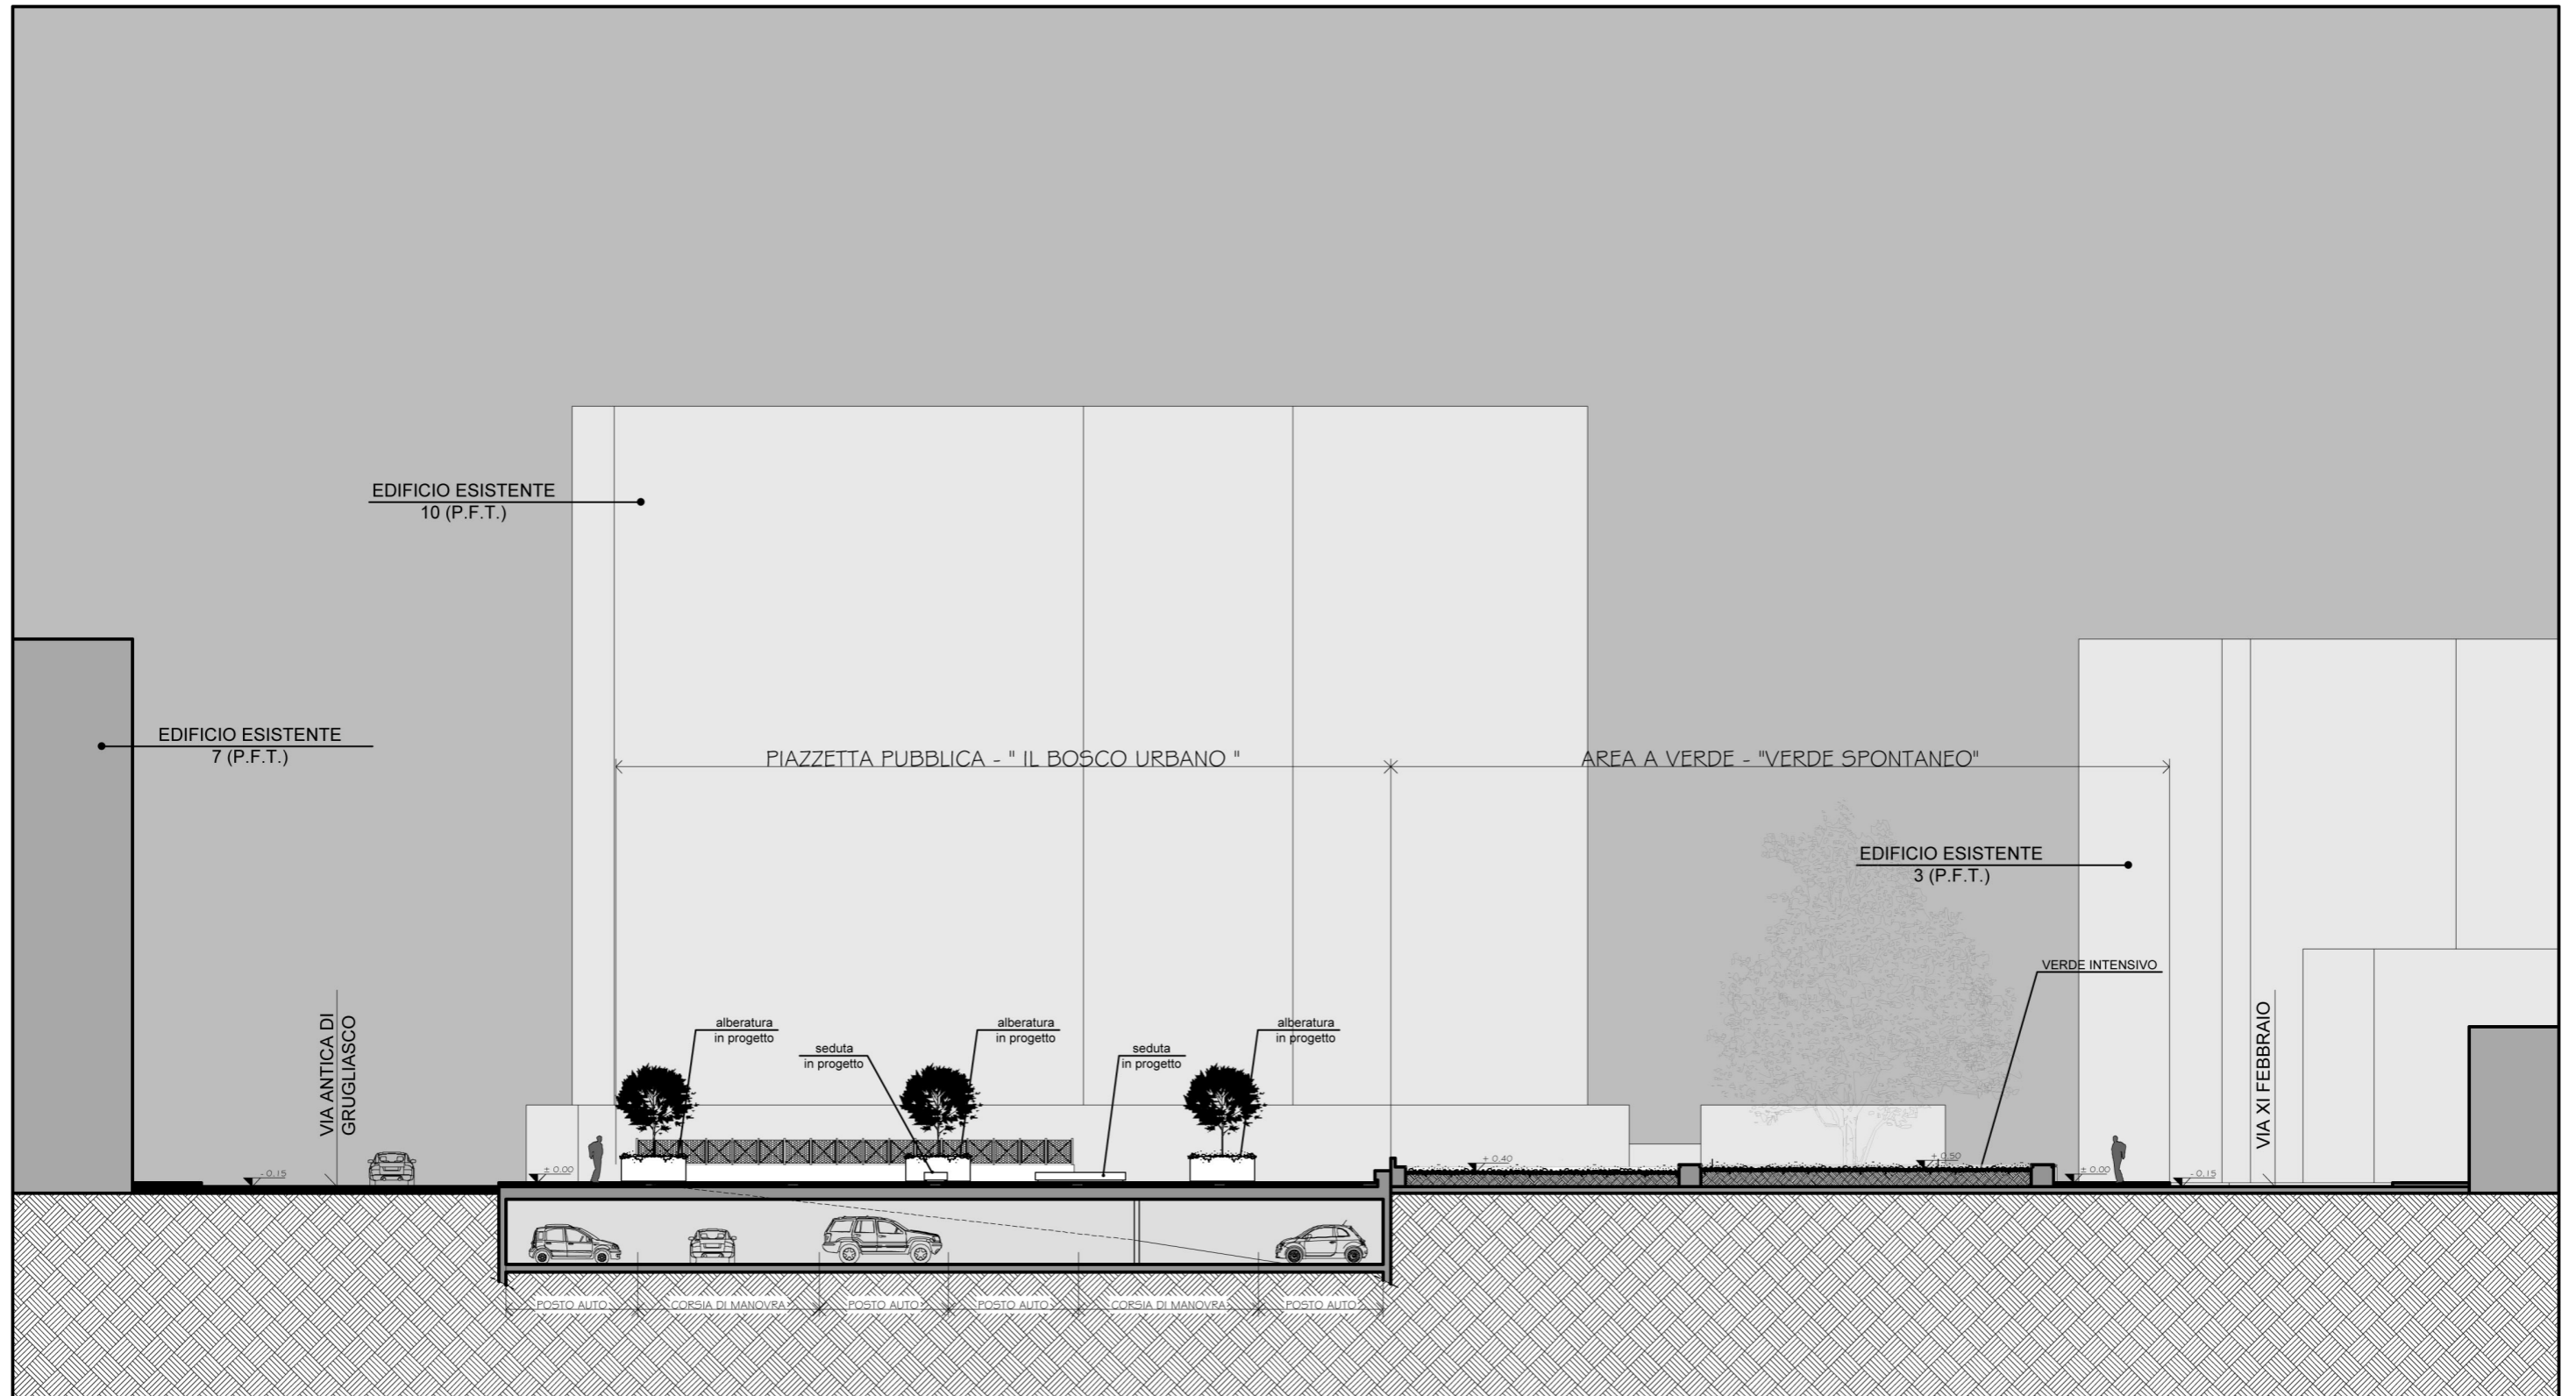 EDIFICIO ESISTENTE
10 (P.F.T.)
EDIFICIO ESISTENTE
7 (P.F.T.)
PIAZZETTA PUBBLICA - " IL BOSCO URBANO "
AREA A VERDE - "VERDE SPONTANEO"
EDIFICIO ESISTENTE
3 (P.F.T.)
VERDE INTENSIVO
VIA ANTICA DI
GRUGLIASCO
alberatura
in progetto
seduta
in progetto
alberatura
in progetto
seduta
in progetto
alberatura
in progetto
VIA XI FEBBRAIO
- 0.15
± 0.00
+ 0.40
+ 0.50
± 0.00
- 0.15
POSTO AUTO
CORSIA DI MANOVRA
POSTO AUTO
POSTO AUTO
CORSIA DI MANOVRA
POSTO AUTO